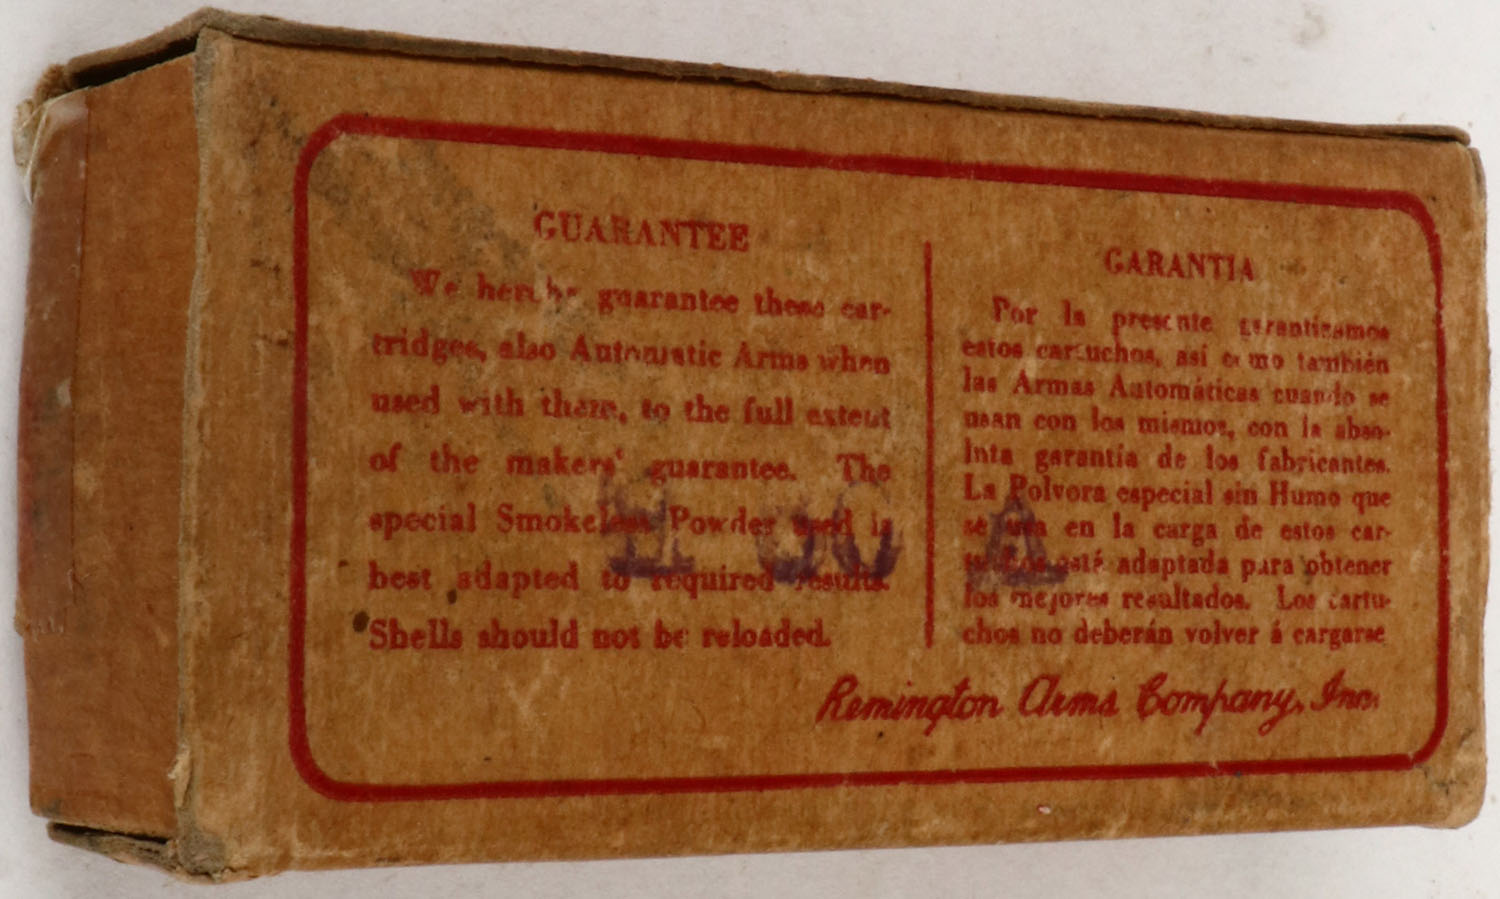 GUARANTEE
We hereby guarantee these car-
tridges, also Automatic Arms when
used with them, to the full extent
of the makers' guarantee. The
special Smokeless Powder used is
best adapted to required results.
Shells should not be reloaded.
GARANTIA
Por la presente garantizamos
estos cartuchos, así como también
las Armas Automáticas cuando se
usan con los mismos, con la abso-
luta garantía de los fabricantes.
La Polvora especial sin Humo que
se usa en la carga de estos car-
tuchos esté adaptada para obtener
los mejores resultados. Los cartu-
chos no deberán volver á cargarse
Remington Arms Company, Inc.